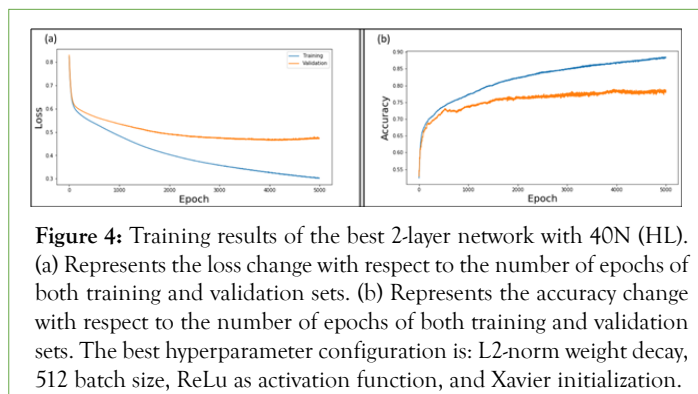 (a)
Training
Validation
0.8
0.7
0.6
0.5
0.4
0.3
Loss
0
1000
2000
3000
4000
5000
Epoch
(b)
0.90
0.85
0.80
0.75
0.70
0.65
0.60
0.55
Accuracy
0
1000
2000
3000
4000
5000
Epoch
Figure 4: Training results of the best 2-layer network with 40N (HL).
(a) Represents the loss change with respect to the number of epochs of
both training and validation sets. (b) Represents the accuracy change
with respect to the number of epochs of both training and validation
sets. The best hyperparameter configuration is: L2-norm weight decay,
512 batch size, ReLu as activation function, and Xavier initialization.